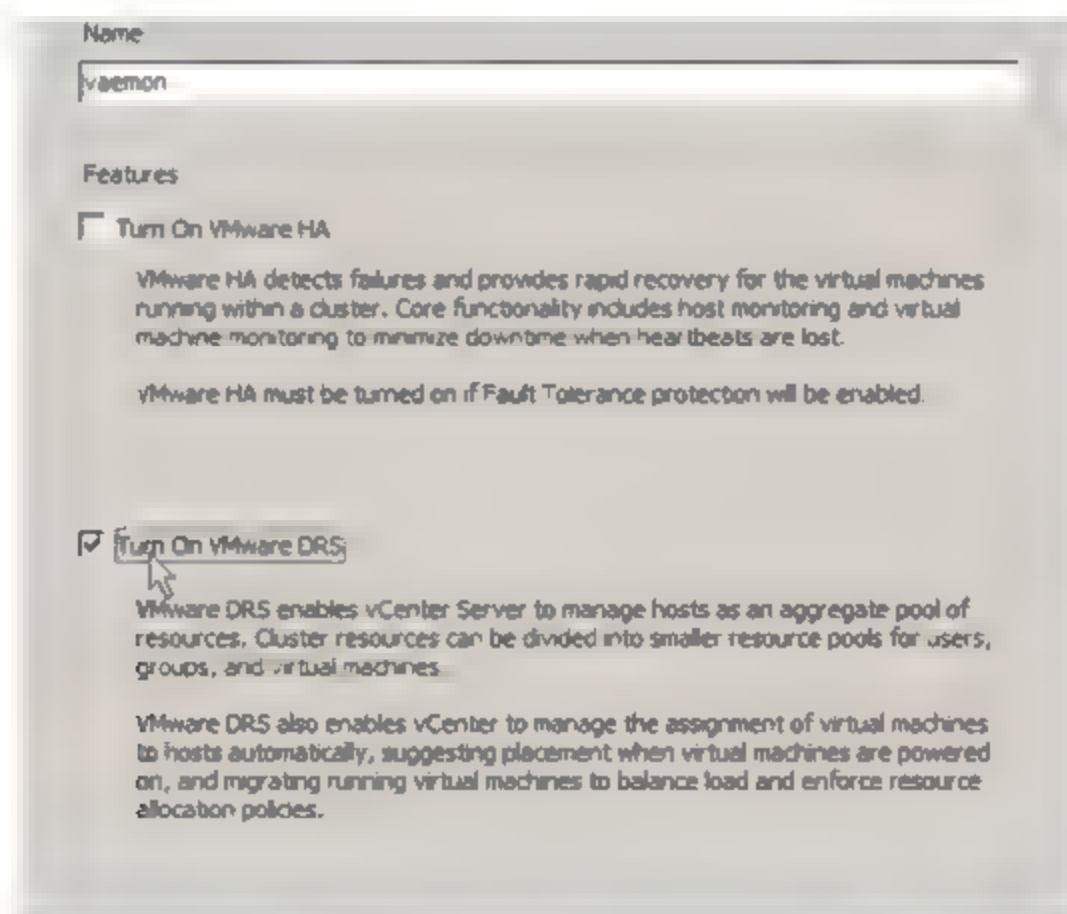 Name
vaemon
Features
Turn On VMware HA
VMware HA detects failures and provides rapid recovery for the virtual machines
running within a cluster. Core functionality includes host monitoring and virtual
machine monitoring to minimize downtime when heartbeats are lost.
VMware HA must be turned on if Fault Tolerance protection will be enabled.
Turn On VMware DRS
VMware DRS enables vCenter Server to manage hosts as an aggregate pool of
resources. Cluster resources can be divided into smaller resource pools for users,
groups, and virtual machines.
VMware DRS also enables vCenter to manage the assignment of virtual machines
to hosts automatically, suggesting placement when virtual machines are powered
on, and migrating running virtual machines to balance load and enforce resource
allocation policies.